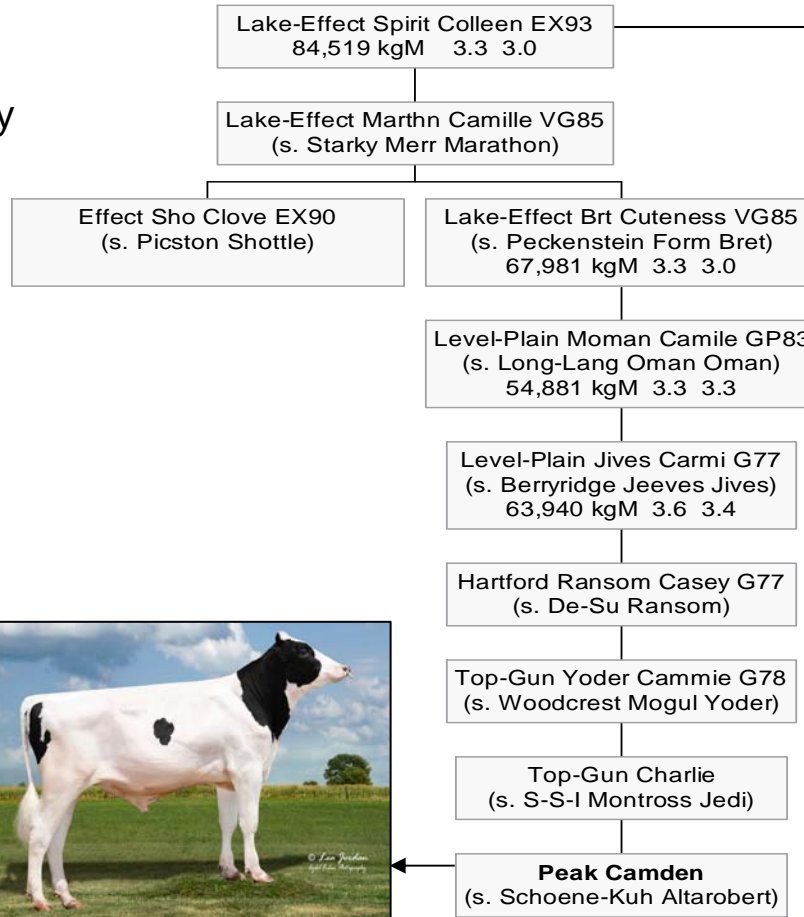 Lake-Effect Spirit Colleen EX93
84,519 kgM 3.3 3.0
y
Lake-Effect Marthn Camille VG85
(s. Starky Merr Marathon)
Effect Sho Clove EX90
(s. Picston Shottle)
Lake-Effect Brt Cuteness VG85
(s. Peckenstein Form Bret)
67,981 kgM 3.3 3.0
Level-Plain Moman Camile GP83
(s. Long-Lang Oman Oman)
54,881 kgM 3.3 3.3
Level-Plain Jives Carmi G77
(s. Berryridge Jeeves Jives)
63,940 kgM 3.6 3.4
Hartford Ransom Casey G77
(s. De-Su Ransom)
Top-Gun Yoder Cammie G78
(s. Woodcrest Mogul Yoder)
Top-Gun Charlie
(s. S-S-I Montross Jedi)
© Lea Jordan
Peak Camden
(s. Schoene-Kuh Altarobert)